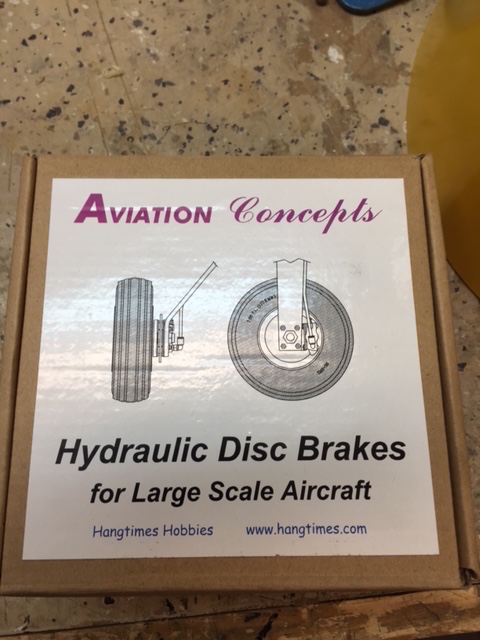 AVIATION Concepts
Hydraulic Disc Brakes
for Large Scale Aircraft
Hangtimes Hobbies www.hangtimes.com